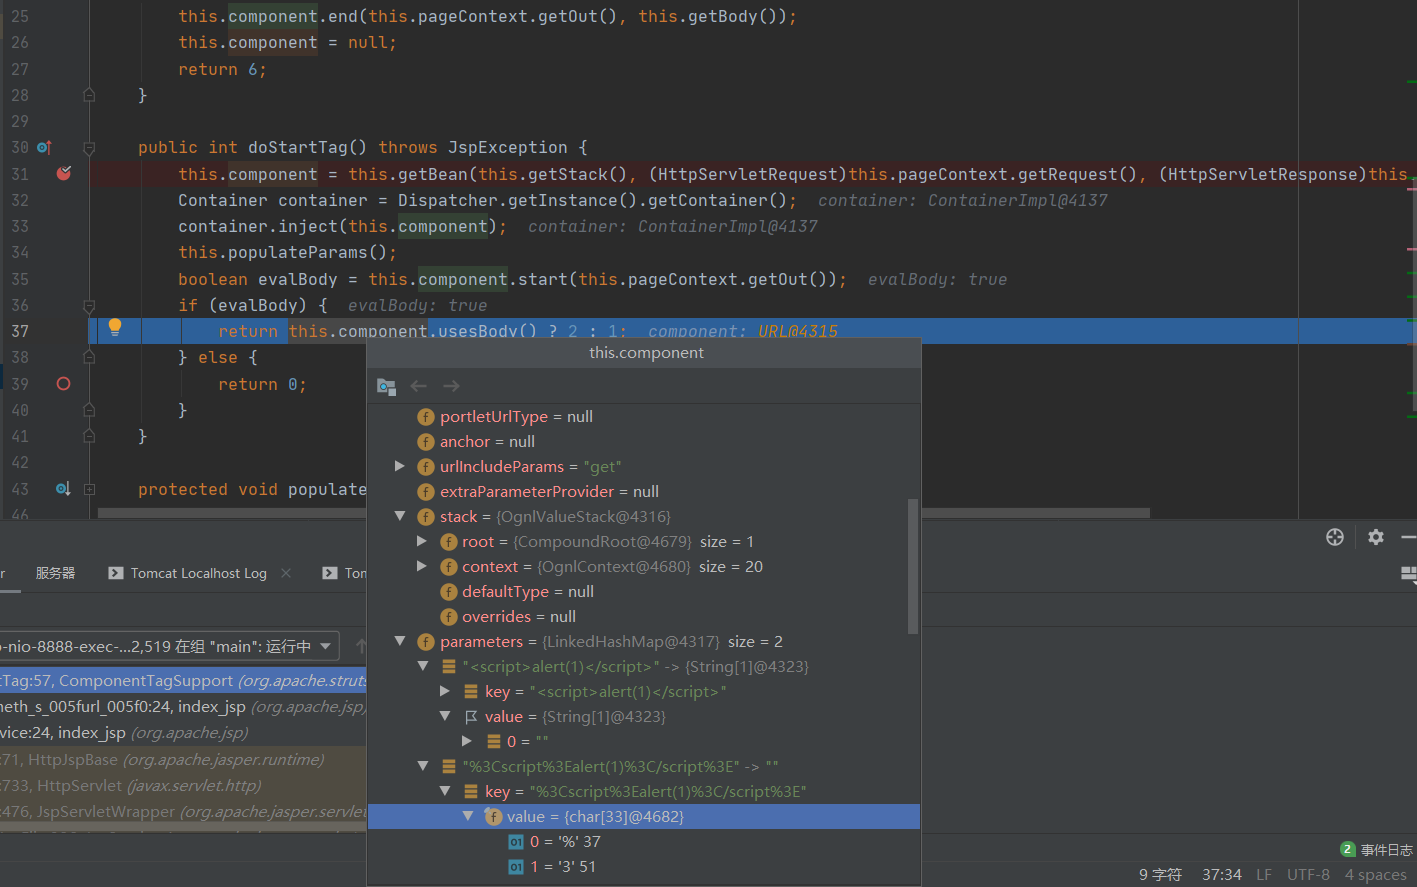 25 this.component.end(this.pageContext.getOut(), this.getBody());
26 this.component = null;
27 return 6;
28 }
29
30 public int doStartTag() throws JspException {
31 this.component = this.getBean(this.getStack(), (HttpServletRequest)this.pageContext.getRequest(), (HttpServletResponse)this
32 Container container = Dispatcher.getInstance().getContainer(); container: ContainerImpl@4137
33 container.inject(this.component); container: ContainerImpl@4137
34 this.populateParams();
35 boolean evalBody = this.component.start(this.pageContext.getOut()); evalBody: true
36 if (evalBody) { evalBody: true
37 return this.component.usesBody() ? 2 : 1; component: URL@4315
38 } else {
39 return 0;
40 }
41 }
42
43 protected void populate
46
this.component
portletUrlType = null
anchor = null
urlIncludeParams = "get"
extraParameterProvider = null
stack = {OgnlValueStack@4316}
root = {CompoundRoot@4679} size = 1
context = {OgnlContext@4680} size = 20
defaultType = null
overrides = null
parameters = {LinkedHashMap@4317} size = 2
"<script>alert(1)</script>" -> {String[1]@4323}
key = "<script>alert(1)</script>"
value = {String[1]@4323}
0 = ""
"%3Cscript%3Ealert(1)%3C/script%3E" -> ""
key = "%3Cscript%3Ealert(1)%3C/script%3E"
value = {char[33]@4682}
0 = '%' 37
1 = '3' 51
r 服务器 Tomcat Localhost Log Ton
-nio-8888-exec-...2,519 在组 "main": 运行中
tTag:57, ComponentTagSupport (org.apache.struts
neth_s_005furl_005f0:24, index_jsp (org.apache.jsp)
vice:24, index_jsp (org.apache.jsp)
:71, HttpJspBase (org.apache.jasper.runtime)
:733, HttpServlet (javax.servlet.http)
:476, JspServletWrapper (org.apache.jasper.servlet
2 事件日志
9 字符 37:34 LF UTF-8 4 spaces